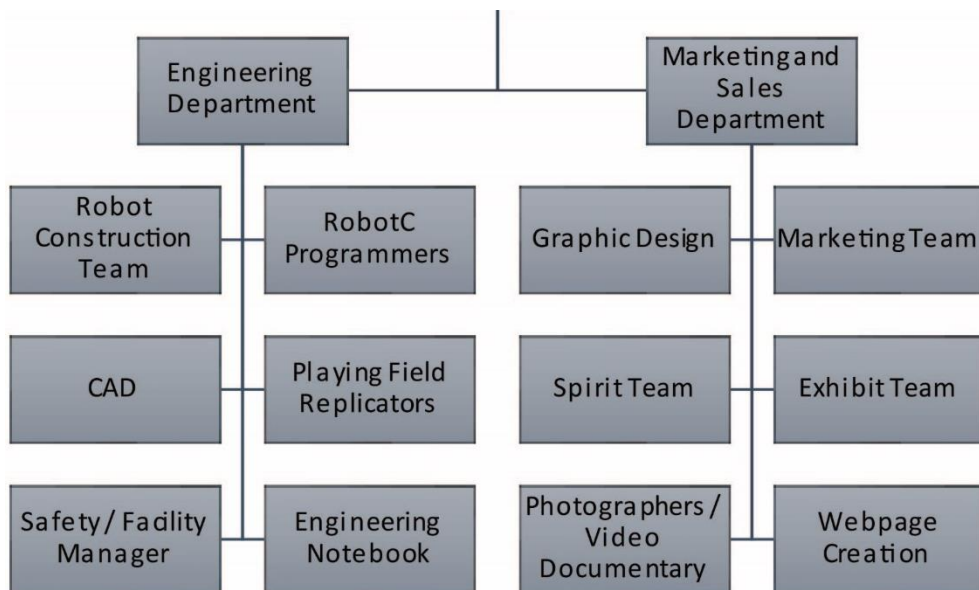 Engineering
Department
Marketing and
Sales
Department
Robot
Construction
Team
RobotC
Programmers
Graphic Design
Marketing Team
CAD
Playing Field
Replicators
Spirit Team
Exhibit Team
Safety / Facility
Manager
Engineering
Notebook
Photographers /
Video
Documentary
Webpage
Creation